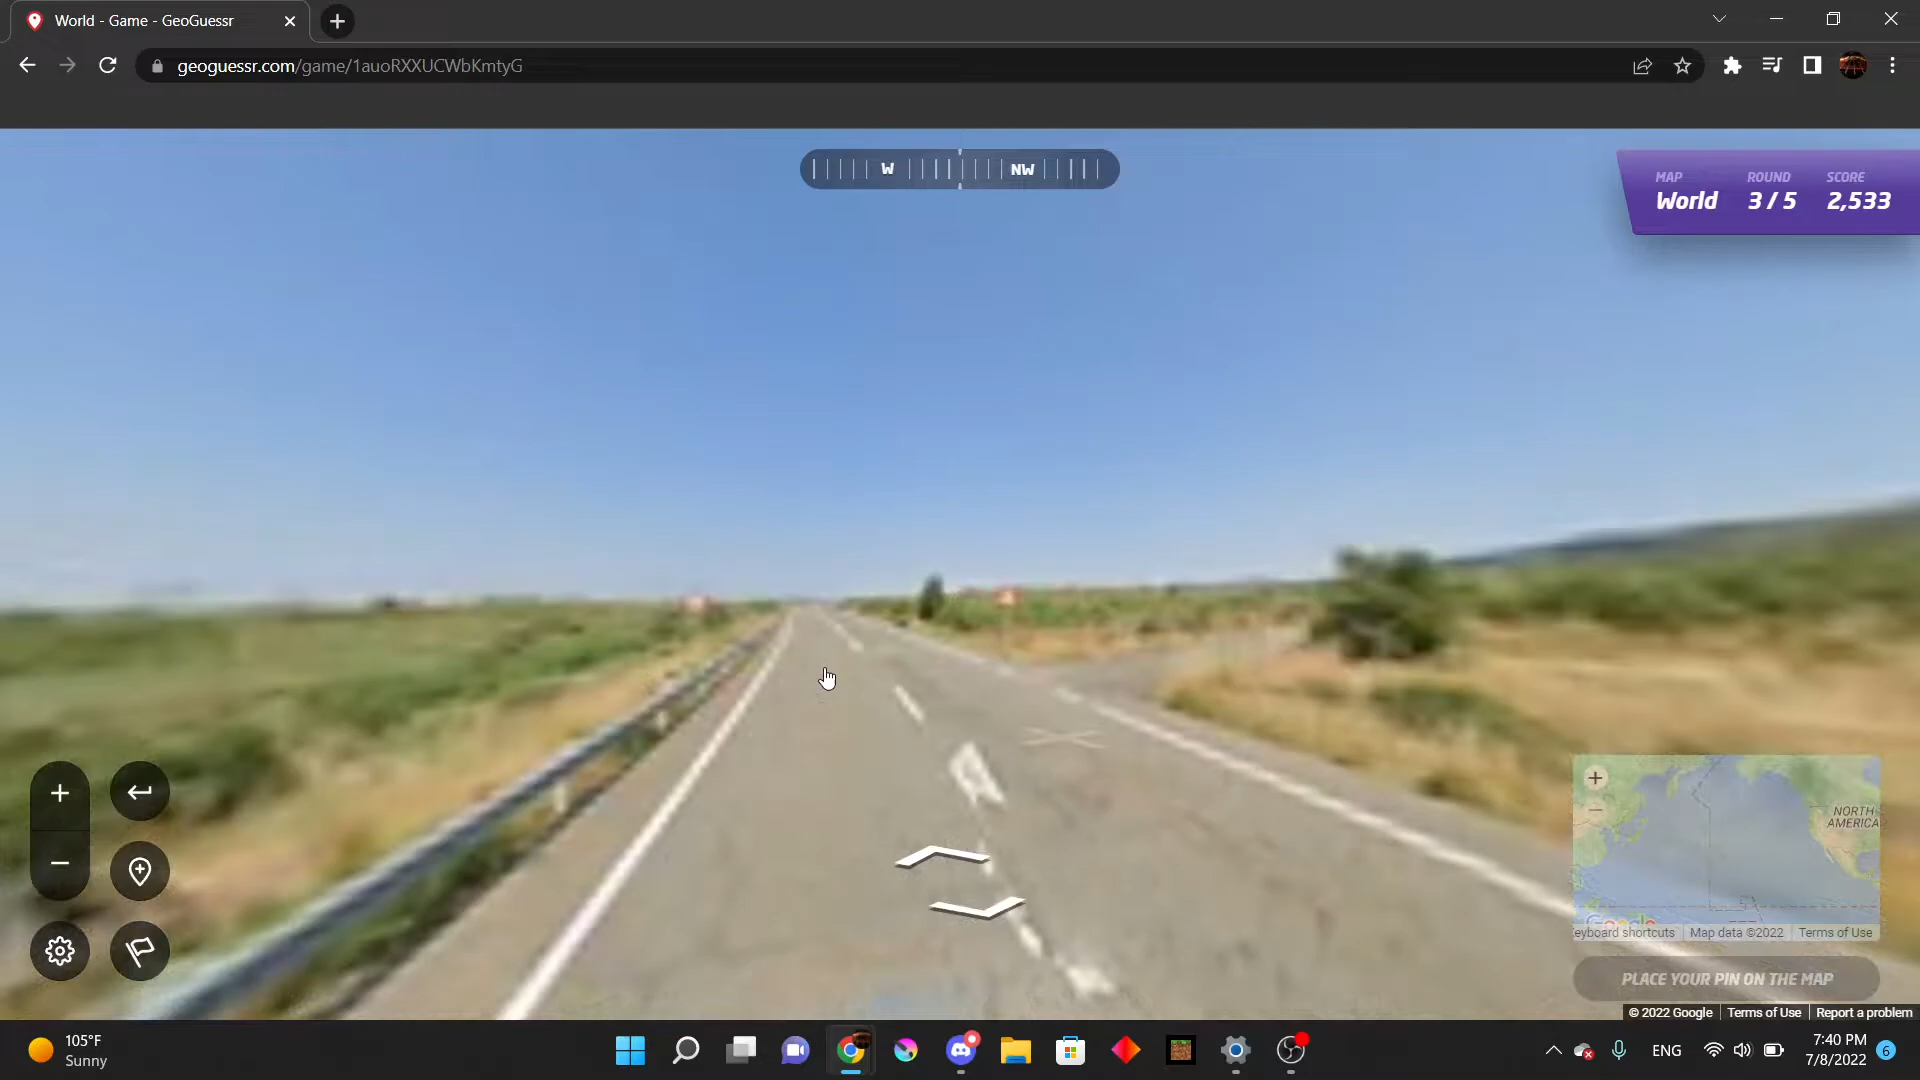 World - Game - GeoGuessr
geoguessr.com/game/1auoRXXUCWbKmtyG
W NW
MAP ROUND SCORE
World 3 / 5 2,533
NORTH
AMERICA
Google
eyboard shortcuts Map data ©2022 Terms of Use
PLACE YOUR PIN ON THE MAP
© 2022 Google Terms of Use Report a problem
105°F
Sunny
ENG
7:40 PM
7/8/2022
6